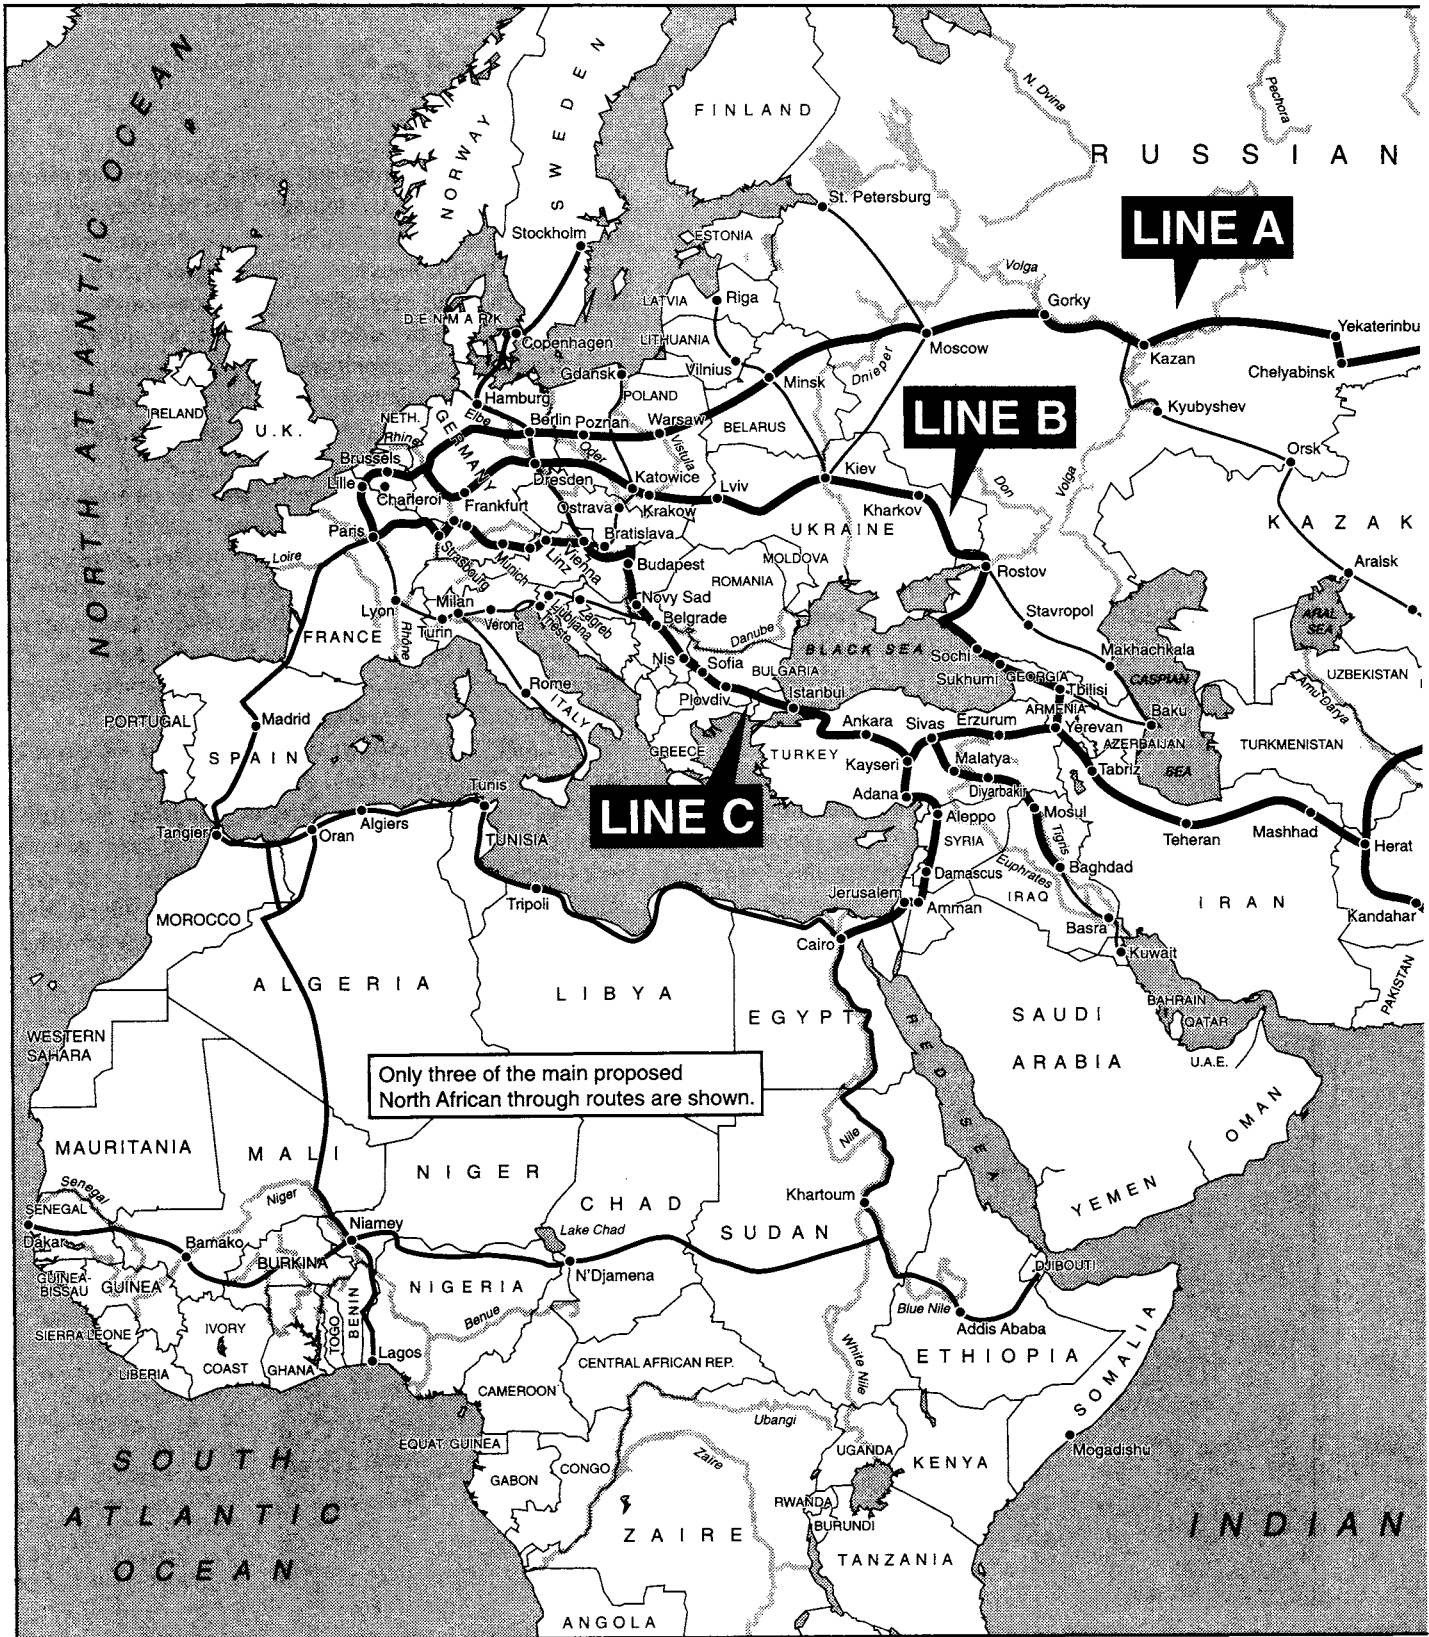 NORTH ATLANTIC OCEAN
NORWAY
SWEDEN
FINLAND
N. Dvina
Pechora
RUSSIAN
St. Petersburg
LINE A
Stockholm
ESTONIA
Volga
LATVIA
Riga
Gorky
DENMARK
Copenhagen
LITHUANIA
Moscow
Kazan
Yekaterinbu
Chelyabinsk
Gdansk
Vilnius
Minsk
Dnieper
IRELAND
U.K.
NETH.
Hamburg
Elbe
GERMANY
Berlin
Poznan
POLAND
Warsaw
BELARUS
LINE B
Kyubyshev
Rhine
Oder
Vistula
Orsk
Brussels
Lille
Charleroi
Frankfurt
Dresden
Katowice
Lviv
Kiev
Kharkov
Don
Volga
Ostrava
Krakow
UKRAINE
KAZAK
Paris
Loire
Strasbourg
Munich
Linz
Vienna
Bratislava
Budapest
MOLDOVA
ROMANIA
Rostov
Araisk
Lyon
Milan
Turin
Verona
Ljubljana
Trieste
Zagreb
Novy Sad
Belgrade
Danube
Stavropol
ARAL
SEA
FRANCE
Rhône
BLACK SEA
Sochi
Sukhumi
GEORGIA
Makhachkala
CASPIAN
SEA
UZBEKISTAN
Nis
Sofia
BULGARIA
Plovdiv
Istanbul
Tbilisi
Amu-Darya
Rome
ITALY
PORTUGAL
Madrid
SPAIN
GREECE
TURKEY
Ankara
Sivas
Erzurum
ARMENIA
Yerevan
Baku
AZERBAIJAN
TURKMENISTAN
Kayseri
Malatya
Diyarbakir
Tabriz
Adana
LINE C
Aleppo
Mosul
Teheran
Mashhad
Herat
Tangier
Oran
Algiers
Tunis
TUNISIA
SYRIA
Tigris
Euphrates
Baghdad
Damascus
IRAQ
IRAN
Kandahar
Jerusalem
Amman
Tripoli
MOROCCO
Cairo
Basra
Kuwait
PAKISTAN
ALGERIA
LIBYA
EGYPT
SAUDI
ARABIA
BAHRAIN
QATAR
U.A.E.
OMAN
YEMEN
RED SEA
WESTERN
SAHARA
Only three of the main proposed
North African through routes are shown.
MAURITANIA
MALI
NIGER
CHAD
SUDAN
Nile
Khartoum
Senegal
SENEGAL
Dakar
Niger
Niamey
Lake Chad
Bamako
BURKINA
N'Djamena
DJIBOUTI
GUINEA-
BISSAU
GUINEA
NIGERIA
Benue
Blue Nile
Addis Ababa
SIERRA LEONE
IVORY
COAST
GHANA
TOGO
BENIN
Lagos
LIBERIA
CENTRAL AFRICAN REP.
White Nile
ETHIOPIA
SOMALIA
CAMEROON
Ubangi
EQUAT. GUINEA
GABON
CONGO
Zaire
UGANDA
KENYA
Mogadishu
RWANDA
BURUNDI
ZAIRE
TANZANIA
ANGOLA
SOUTH
ATLANTIC
OCEAN
INDIAN